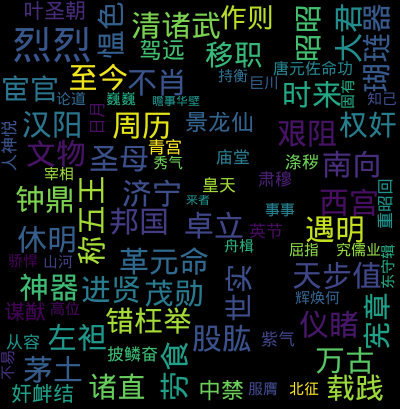 叶圣朝
烈烈
愠色
清诸武
作则
昭昭
大君
瑚琏器
驾远
移职
宦官
至今
不肖
持衡
唐元佐命功
巨川
时来
固有
论道
巍巍
瞻事华壁
知己
汉阳
日月
周历
景龙仙
艰阻
权奸
人神悦
文物
圣母
青宫
秀气
庙堂
涤秽
南向
宰相
钟鼎
称五王
济宁
皇天
肃穆
来者
西宫
重昭回
邦国
卓立
事事
休明
舟楫
英节
遇明
骄悍
山河
革元命
屈指
究儒业
东守辑
神器
进贤
茂勋
世实
天步值
辉焕何
谋猷
高位
错枉举
仪睹
宪章
从容
左袒
股肱
紫气
不易
茅土
披鳞奋
劳食
万古
奸衅结
诸直
中禁
服膺
北征
载践